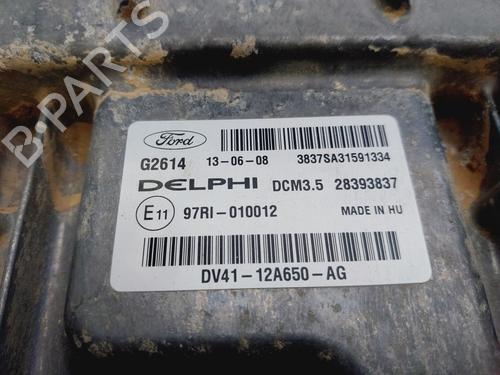 Ford
G2614 13-06-08 3837SA31591334
DELPHI DCM3.5 28393837
E11 97RI-010012 MADE IN HU
DV41-12A650-AG
B-PARTS